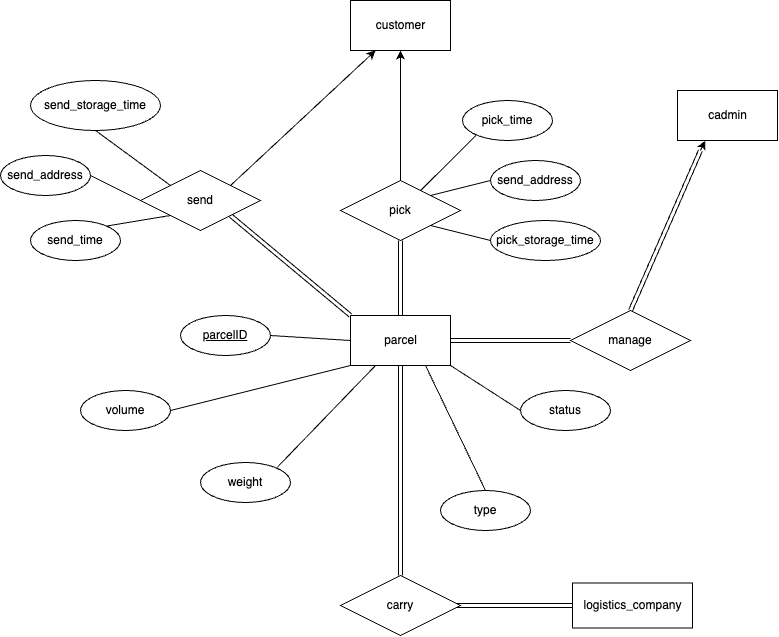 customer
send_storage_time
cadmin
pick_time
send_address
send_address
send
pick
send_time
pick_storage_time
parcelID
parcel
manage
volume
status
weight
type
carry
logistics_company